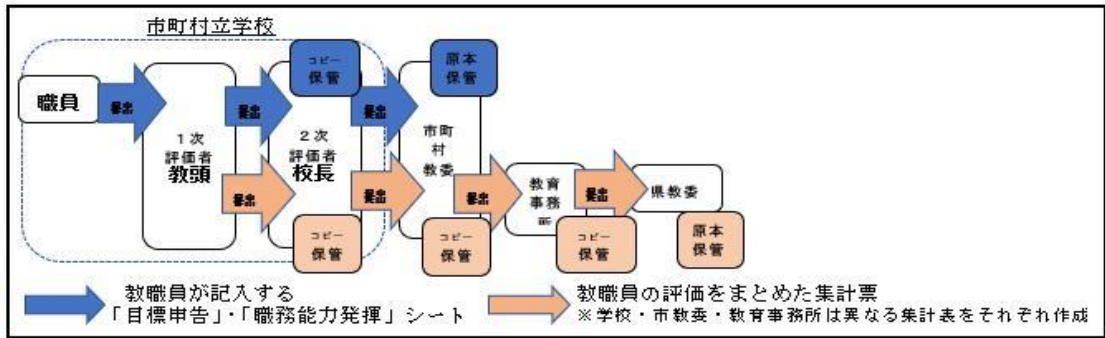 市町村立学校
職員
提出
1次
評価者
教頭
提出
提出
コピー
保管
2次
評価者
校長
コピー
保管
提出
提出
原本
保管
市町
村
教委
コピー
保管
提出
教育
事務
所
コピー
保管
提出
県教委
原本
保管
教職員が記入する
「目標申告」・「職務能力発揮」シート
教職員の評価をまとめた集計票
※学校・市教委・教育事務所は異なる集計表をそれぞれ作成